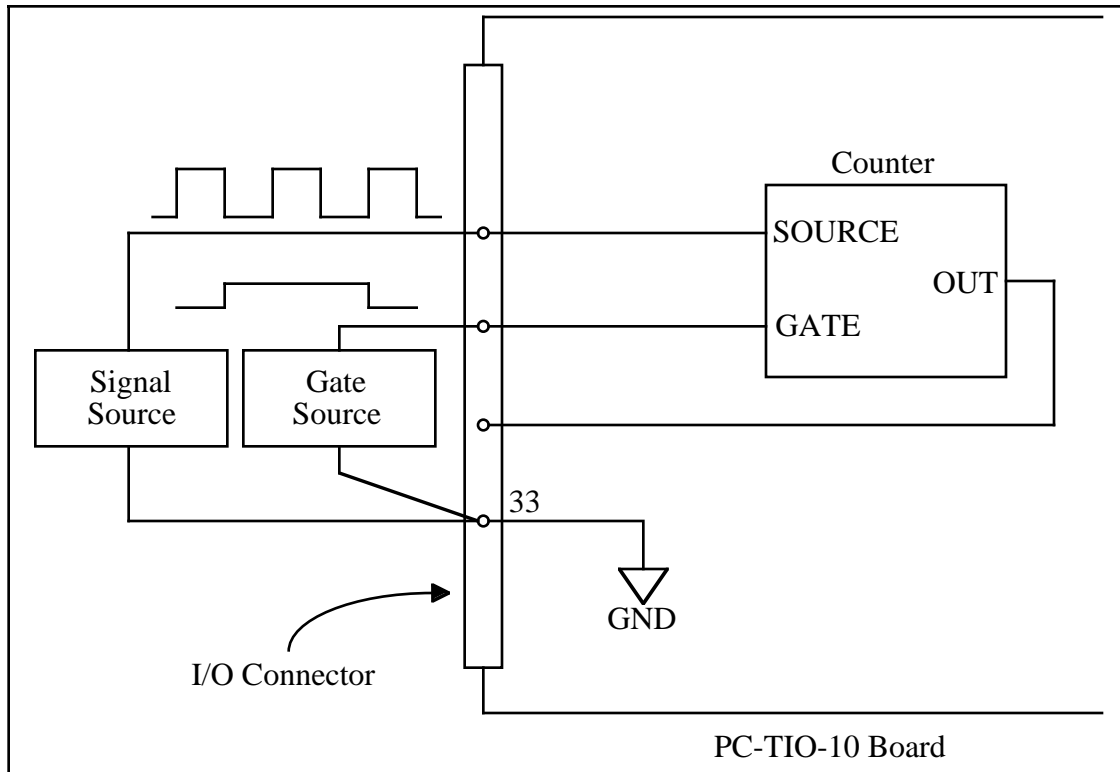 Counter
SOURCE
OUT
GATE
Signal
Source
Gate
Source
33
GND
I/O Connector
PC-TIO-10 Board